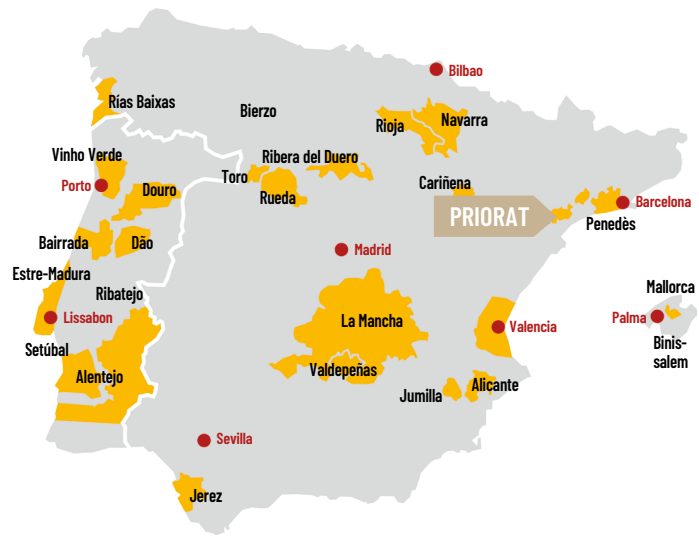 Bilbao
Rías Baixas
Bierzo
Rioja
Navarra
Vinho Verde
Ribera del Duero
Toro
Cariñena
Porto
Douro
Rueda
PRIORAT
Barcelona
Penedès
Bairrada
Dão
Madrid
Estre-Madura
Ribatejo
Mallorca
Lissabon
La Mancha
Valencia
Palma
Setúbal
Binis-
salem
Alentejo
Valdepeñas
Jumilla
Alicante
Sevilla
Jerez